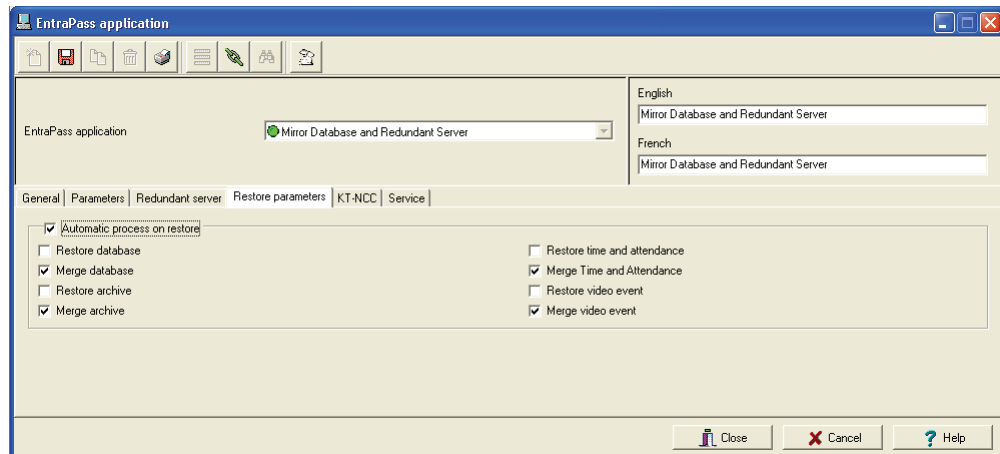 EntraPass application
English
Mirror Database and Redundant Server
EntraPass application
Mirror Database and Redundant Server
French
Mirror Database and Redundant Server
General Parameters Redundant server Restore parameters KT-NCC Service
Automatic process on restore
Restore database
Merge database
Restore archive
Merge archive
Restore time and attendance
Merge Time and Attendance
Restore video event
Merge video event
Close Cancel Help